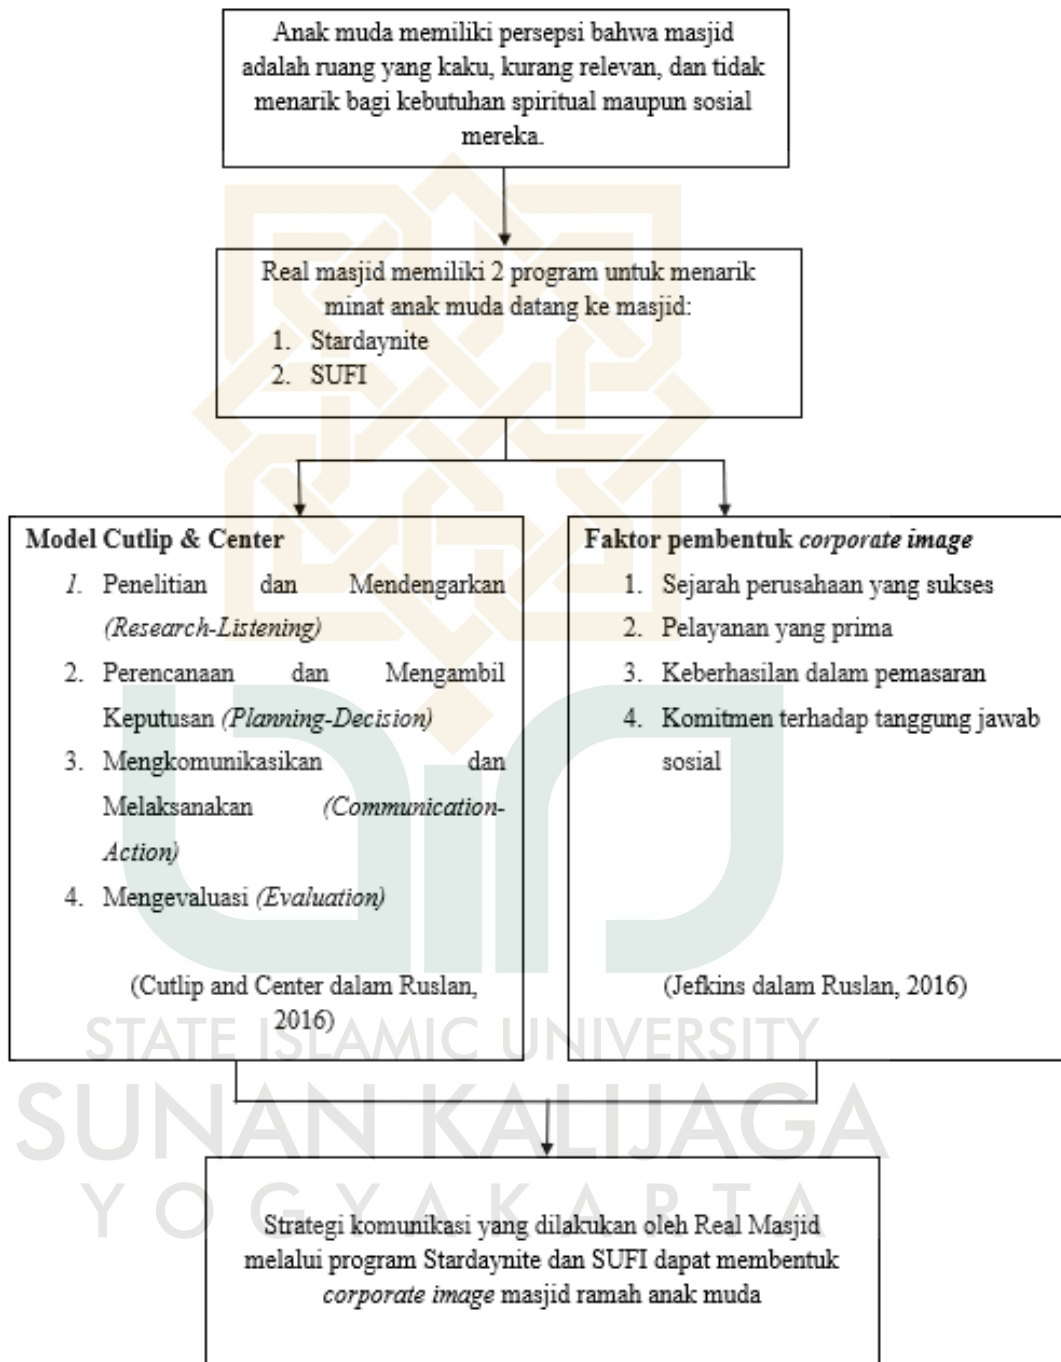 Anak muda memiliki persepsi bahwa masjid
adalah ruang yang kaku, kurang relevan, dan tidak
menarik bagi kebutuhan spiritual maupun sosial
mereka.
Real masjid memiliki 2 program untuk menarik
minat anak muda datang ke masjid:
1. Stardaynite
2. SUFI
Model Cutlip & Center
1. Penelitian dan Mendengarkan
(Research-Listening)
2. Perencanaan dan Mengambil
Keputusan (Planning-Decision)
3. Mengkomunikasikan dan
Melaksanakan (Communication-
Action)
4. Mengevaluasi (Evaluation)
(Cutlip and Center dalam Ruslan,
2016)
Faktor pembentuk corporate image
1. Sejarah perusahaan yang sukses
2. Pelayanan yang prima
3. Keberhasilan dalam pemasaran
4. Komitmen terhadap tanggung jawab
sosial
(Jefkins dalam Ruslan, 2016)
STATE ISLAMIC UNIVERSITY
SUNAN KALIJAGA
YOGYAKARTA
Strategi komunikasi yang dilakukan oleh Real Masjid
melalui program Stardaynite dan SUFI dapat membentuk
corporate image masjid ramah anak muda